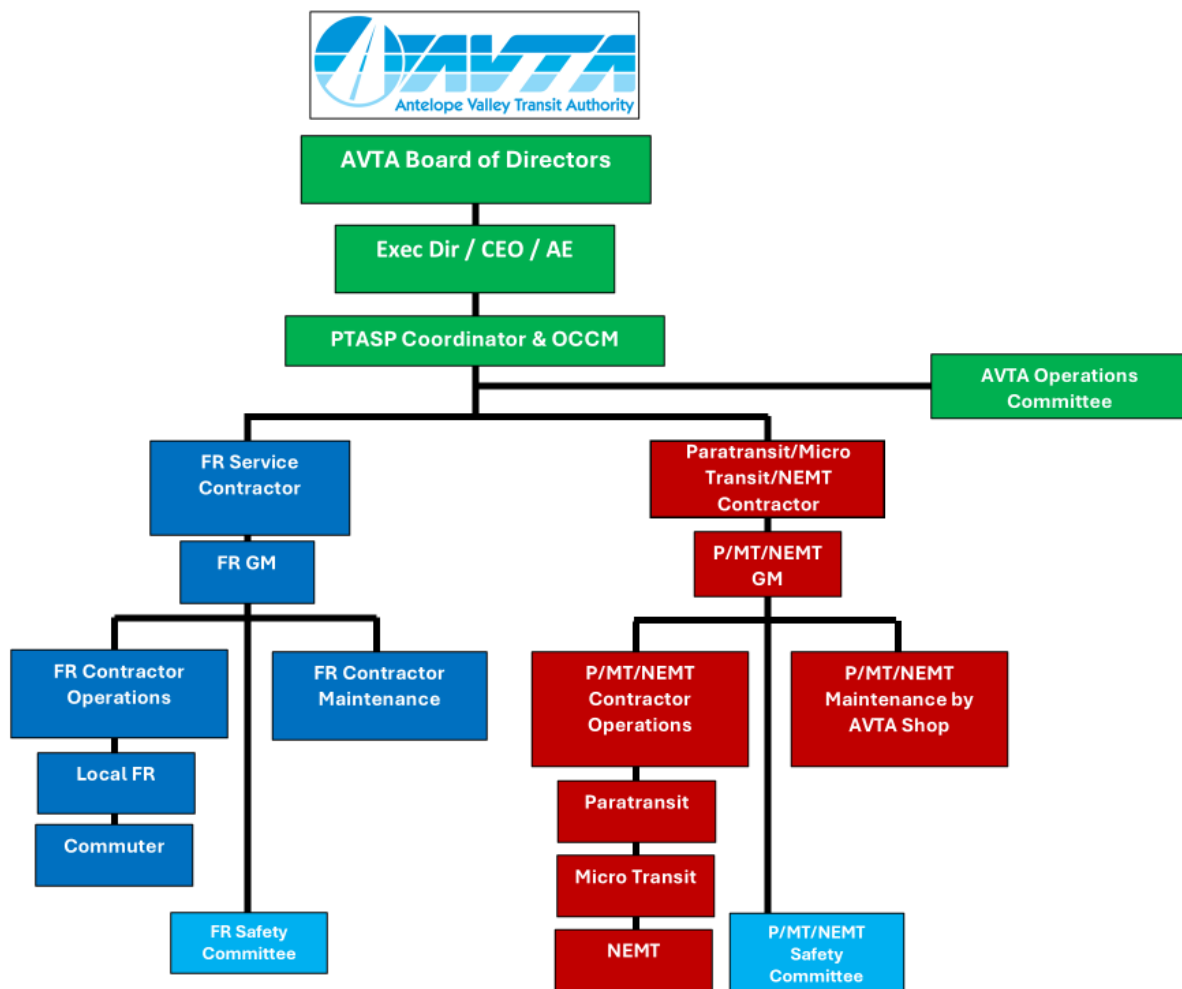 AVTA
Antelope Valley Transit Authority
AVTA Board of Directors
Exec Dir / CEO / AE
PTASP Coordinator & OCCM
AVTA Operations
Committee
FR Service
Contractor
Paratransit/Micro
Transit/NEMT
Contractor
FR GM
P/MT/NEMT
GM
FR Contractor
Operations
FR Contractor
Maintenance
P/MT/NEMT
Contractor
Operations
P/MT/NEMT
Maintenance by
AVTA Shop
Local FR
Paratransit
Commuter
Micro Transit
FR Safety
Committee
NEMT
P/MT/NEMT
Safety
Committee